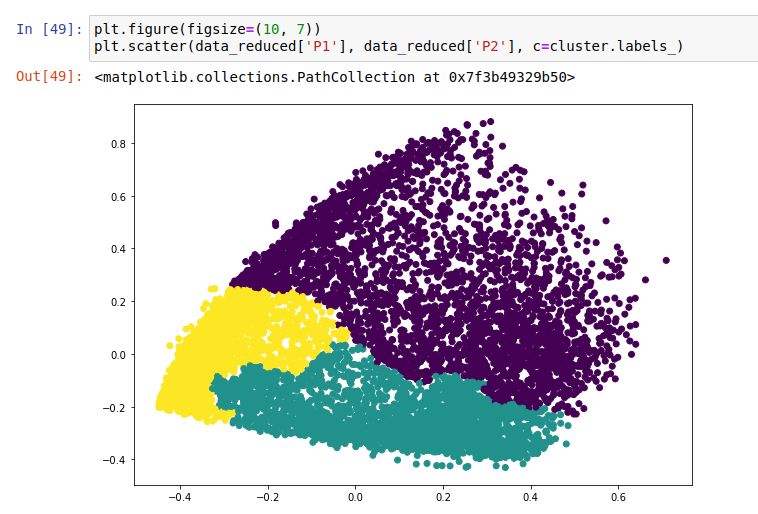 In [49]: plt.figure(figsize=(10, 7))
plt.scatter(data_reduced['P1'], data_reduced['P2'], c=cluster.labels_)
Out[49]: <matplotlib.collections.PathCollection at 0x7f3b49329b50>
0.8
0.6
0.4
0.2
0.0
−0.2
−0.4
−0.4 −0.2 0.0 0.2 0.4 0.6